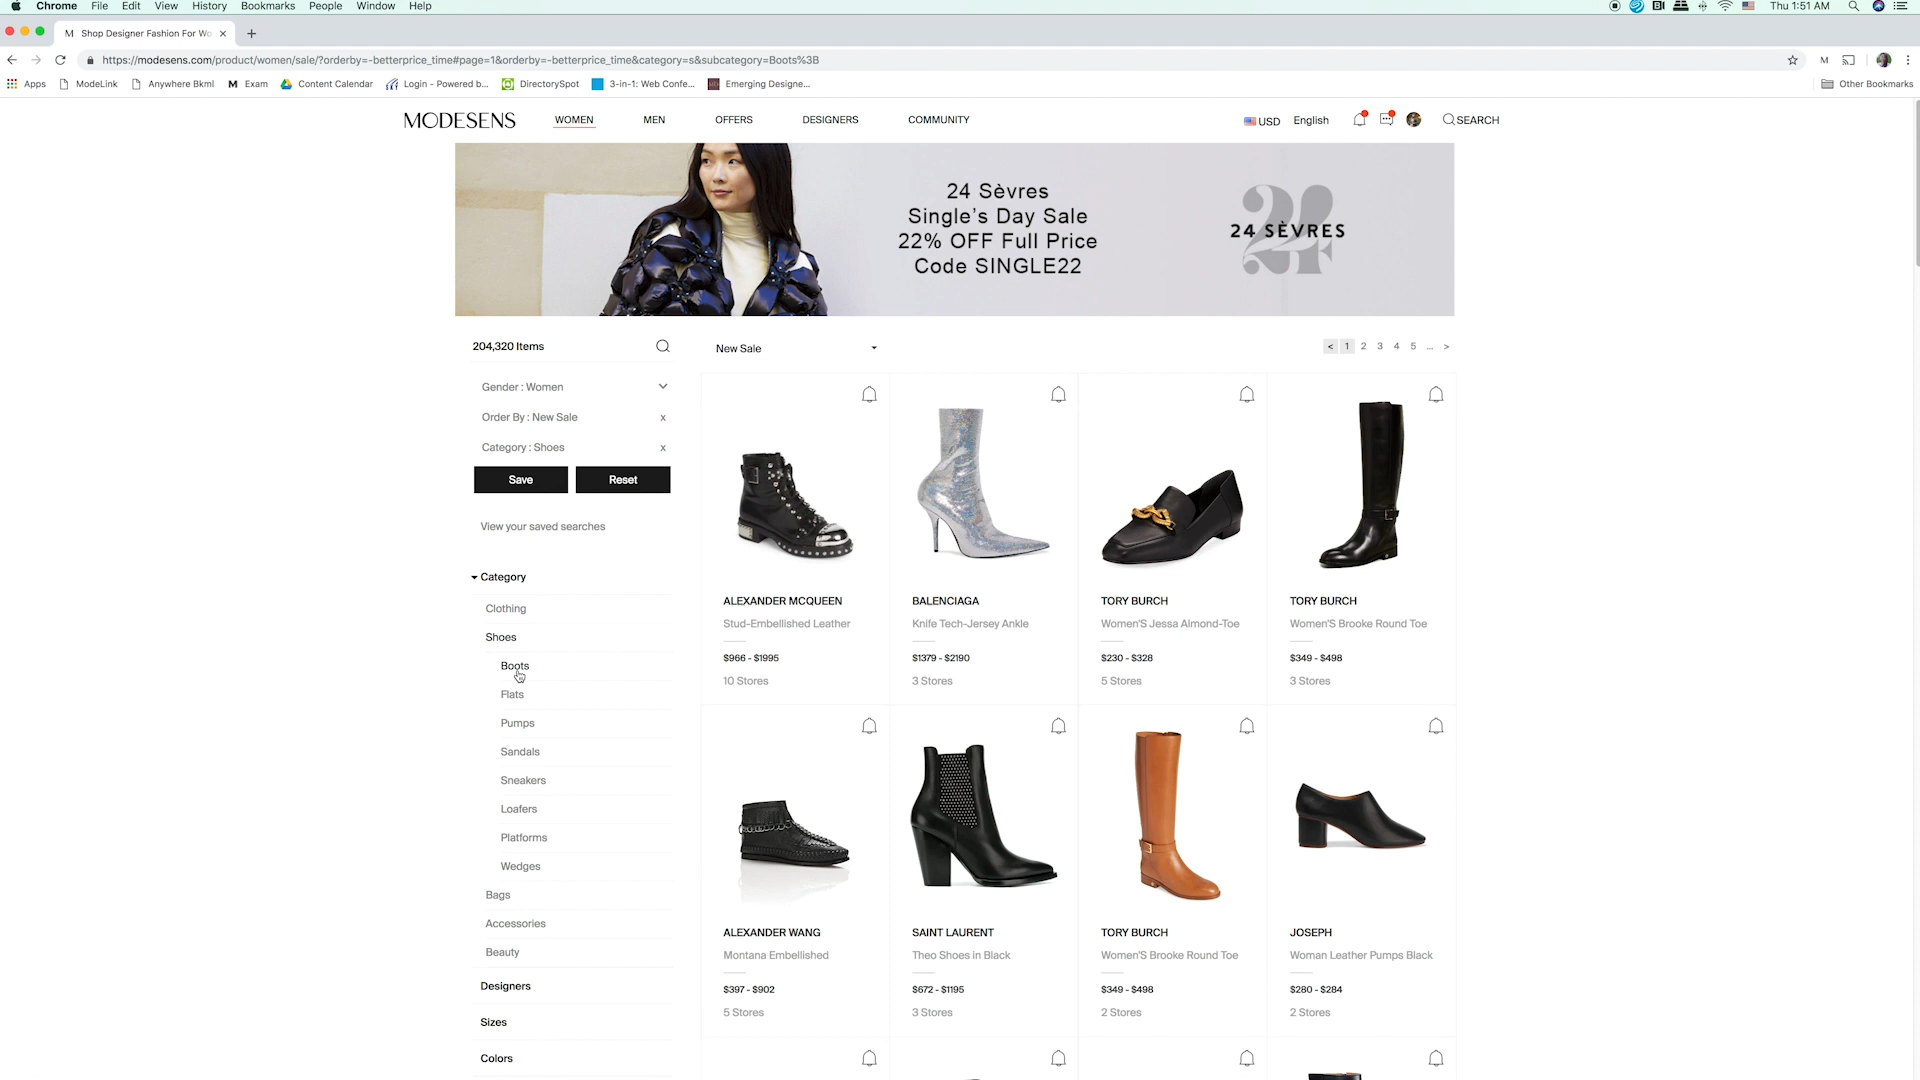 Chrome File Edit View History Bookmarks People Window Help Thu 1:51 AM
M Shop Designer Fashion For Wo
https://modesens.com/product/women/sale/?orderby=-betterprice_time#page=1&orderby=-betterprice_time&category=s&subcategory=Boots%3B
Apps ModeLink Anywhere Bkml M Exam Content Calendar Login - Powered b... DirectorySpot 3-in-1: Web Confe... Emerging Designe... Other Bookmarks
MODESENS WOMEN MEN OFFERS DESIGNERS COMMUNITY USD English SEARCH
24 Sèvres
Single's Day Sale
22% OFF Full Price
Code SINGLE22
24
24 SÈVRES
204,320 Items
New Sale
< 1 2 3 4 5 ... >
Gender : Women
Order By : New Sale x
Category : Shoes x
Save Reset
View your saved searches
Category
Clothing
Shoes
Boots
Flats
Pumps
Sandals
Sneakers
Loafers
Platforms
Wedges
Bags
Accessories
Beauty
Designers
Sizes
Colors
ALEXANDER MCQUEEN
Stud-Embellished Leather
$966 - $1995
10 Stores
BALENCIAGA
Knife Tech-Jersey Ankle
$1379 - $2190
3 Stores
TORY BURCH
Women'S Jessa Almond-Toe
$230 - $328
5 Stores
TORY BURCH
Women'S Brooke Round Toe
$349 - $498
3 Stores
ALEXANDER WANG
Montana Embellished
$397 - $902
5 Stores
SAINT LAURENT
Theo Shoes in Black
$672 - $1195
3 Stores
TORY BURCH
Women'S Brooke Round Toe
$349 - $498
2 Stores
JOSEPH
Woman Leather Pumps Black
$280 - $284
2 Stores